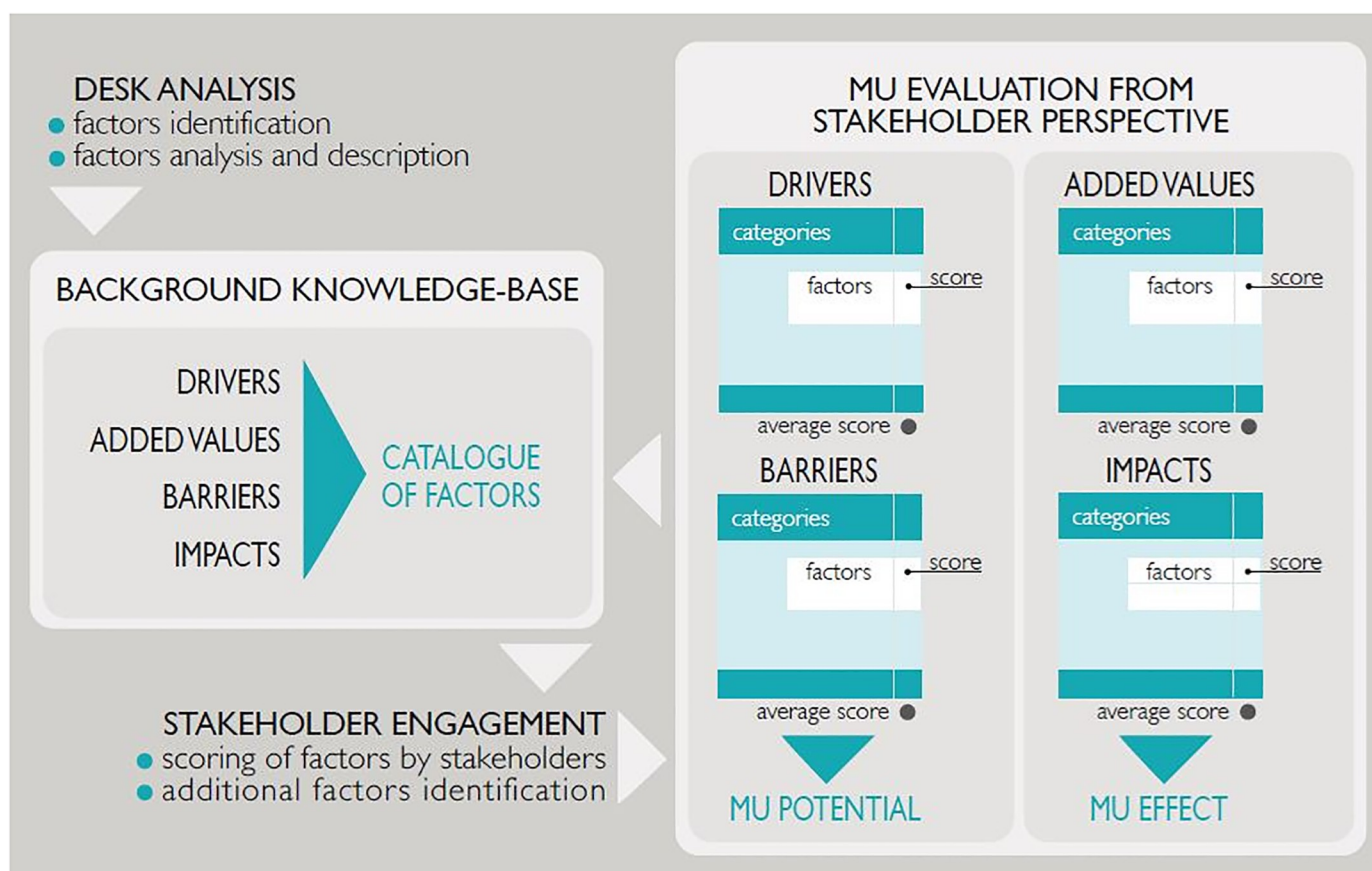 DESK ANALYSIS
● factors identification
● factors analysis and description
BACKGROUND KNOWLEDGE-BASE
DRIVERS
ADDED VALUES
BARRIERS
IMPACTS
CATALOGUE
OF FACTORS
STAKEHOLDER ENGAGEMENT
● scoring of factors by stakeholders
● additional factors identification
MU EVALUATION FROM
STAKEHOLDER PERSPECTIVE
DRIVERS
categories
factors
score
average score
BARRIERS
categories
factors
score
average score
MU POTENTIAL
ADDED VALUES
categories
factors
score
average score
IMPACTS
categories
factors
score
average score
MU EFFECT